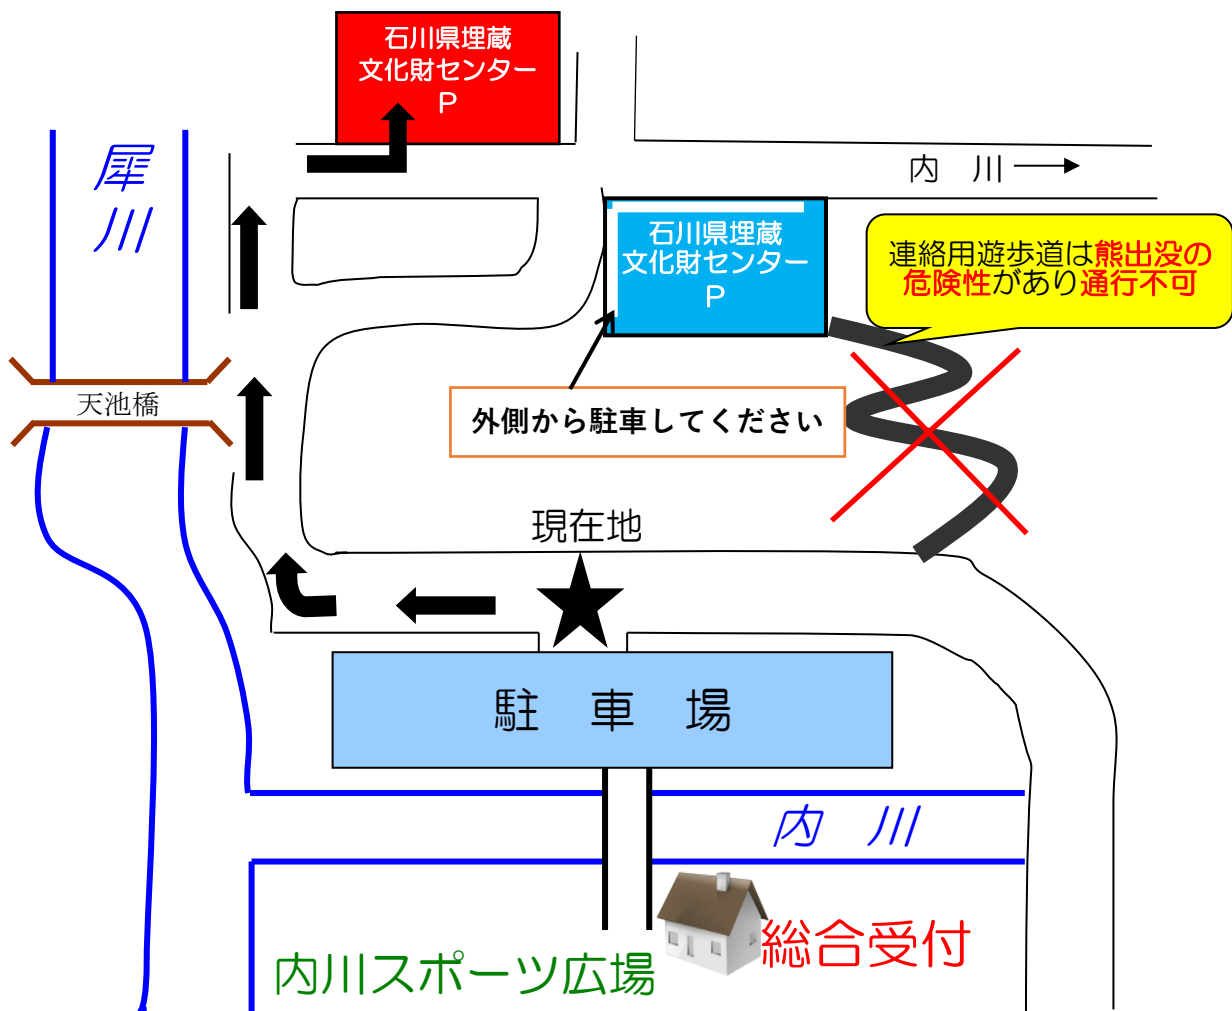 石川県埋蔵
文化財センター
P
犀
川
内 川
石川県埋蔵
文化財センター
P
連絡用遊歩道は熊出没の
危険性があり通行不可
天池橋
外側から駐車してください
現在地
駐 車 場
内 川
総合受付
内川スポーツ広場